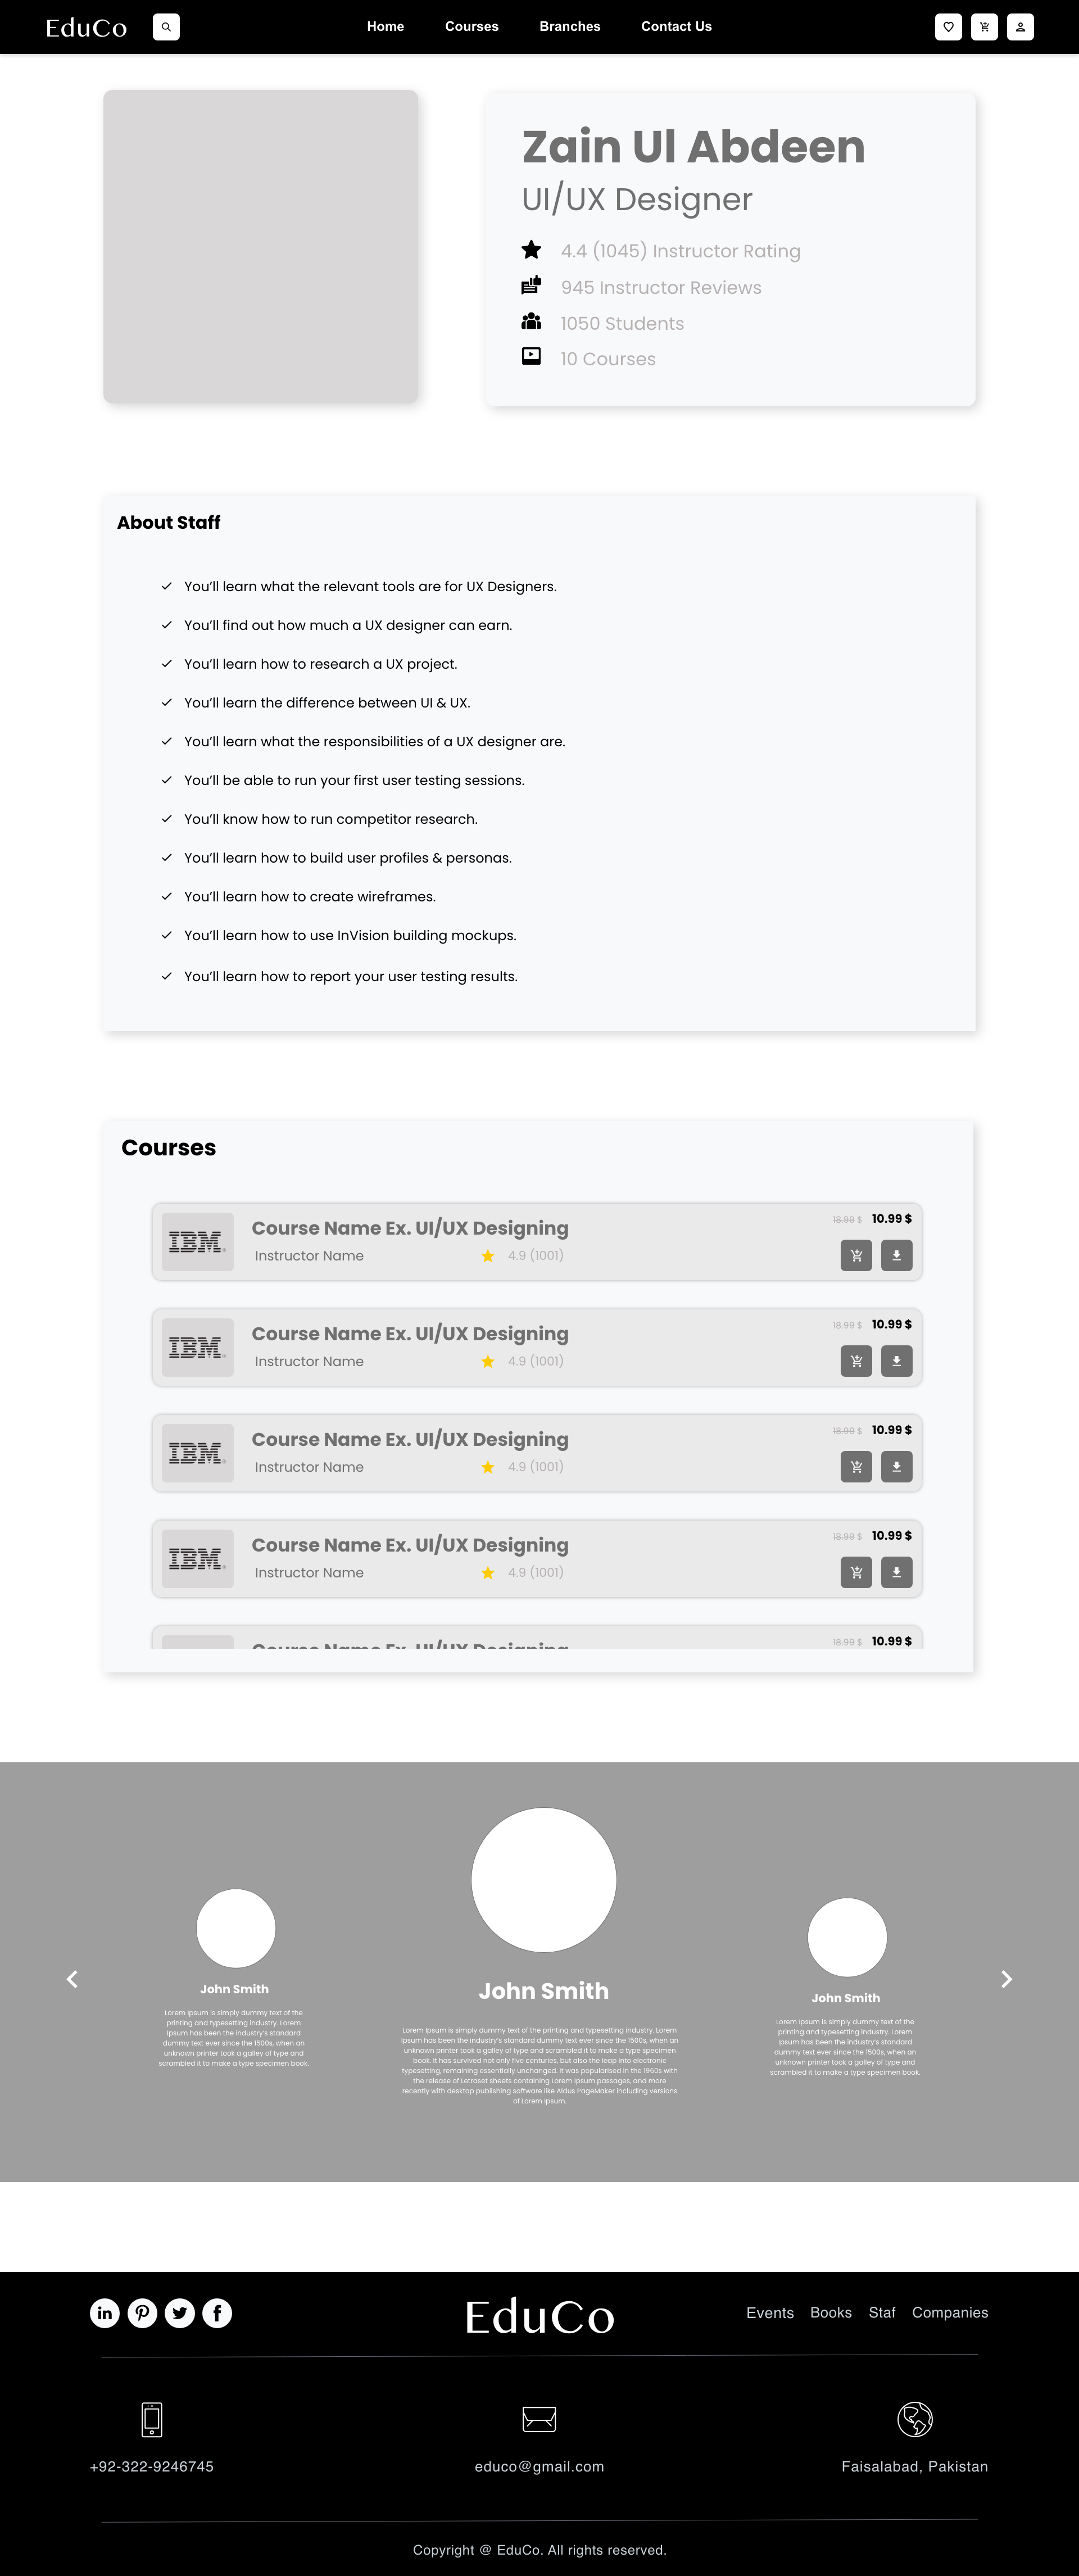 EduCo
Home Courses Branches Contact Us
Zain Ul Abdeen
UI/UX Designer
4.4 (1045) Instructor Rating
945 Instructor Reviews
1050 Students
10 Courses
About Staff
You'll learn what the relevant tools are for UX Designers.
You'll find out how much a UX designer can earn.
You'll learn how to research a UX project.
You'll learn the difference between UI & UX.
You'll learn what the responsibilities of a UX designer are.
You'll be able to run your first user testing sessions.
You'll know how to run competitor research.
You'll learn how to build user profiles & personas.
You'll learn how to create wireframes.
You'll learn how to use InVision building mockups.
You'll learn how to report your user testing results.
Courses
IBM®
Course Name Ex. UI/UX Designing
Instructor Name
4.9 (1001)
18.99 $ 10.99 $
IBM®
Course Name Ex. UI/UX Designing
Instructor Name
4.9 (1001)
18.99 $ 10.99 $
IBM®
Course Name Ex. UI/UX Designing
Instructor Name
4.9 (1001)
18.99 $ 10.99 $
IBM®
Course Name Ex. UI/UX Designing
Instructor Name
4.9 (1001)
18.99 $ 10.99 $
Course Name Ex. UI/UX Designing
18.99 $ 10.99 $
John Smith
Lorem Ipsum is simply dummy text of the
printing and typesetting industry. Lorem
Ipsum has been the industry's standard
dummy text ever since the 1500s, when an
unknown printer took a galley of type and
scrambled it to make a type specimen book.
John Smith
Lorem Ipsum is simply dummy text of the printing and typesetting industry. Lorem
Ipsum has been the industry's standard dummy text ever since the 1500s, when an
unknown printer took a galley of type and scrambled it to make a type specimen
book. It has survived not only five centuries, but also the leap into electronic
typesetting, remaining essentially unchanged. It was popularised in the 1960s with
the release of Letraset sheets containing Lorem Ipsum passages, and more
recently with desktop publishing software like Aldus PageMaker including versions
of Lorem Ipsum.
John Smith
Lorem Ipsum is simply dummy text of the
printing and typesetting industry. Lorem
Ipsum has been the industry's standard
dummy text ever since the 1500s, when an
unknown printer took a galley of type and
scrambled it to make a type specimen book.
in f
EduCo
Events Books Staf Companies
+92-322-9246745
educo@gmail.com
Faisalabad, Pakistan
Copyright @ EduCo. All rights reserved.